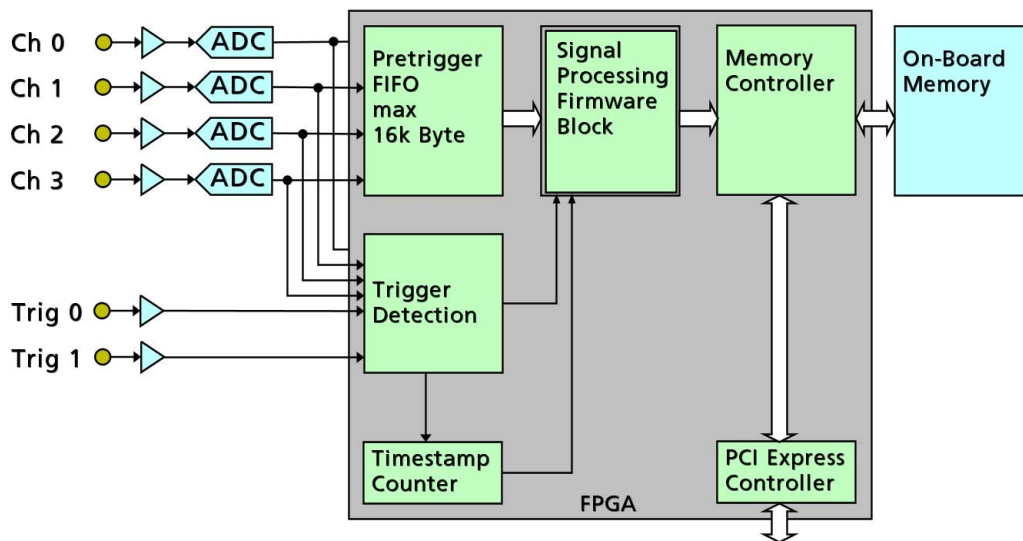 Ch 0
ADC
Ch 1
ADC
Ch 2
ADC
Ch 3
ADC
Trig 0
Trig 1
Pretrigger
FIFO
max
16k Byte
Signal
Processing
Firmware
Block
Memory
Controller
On-Board
Memory
Trigger
Detection
Timestamp
Counter
PCI Express
Controller
FPGA